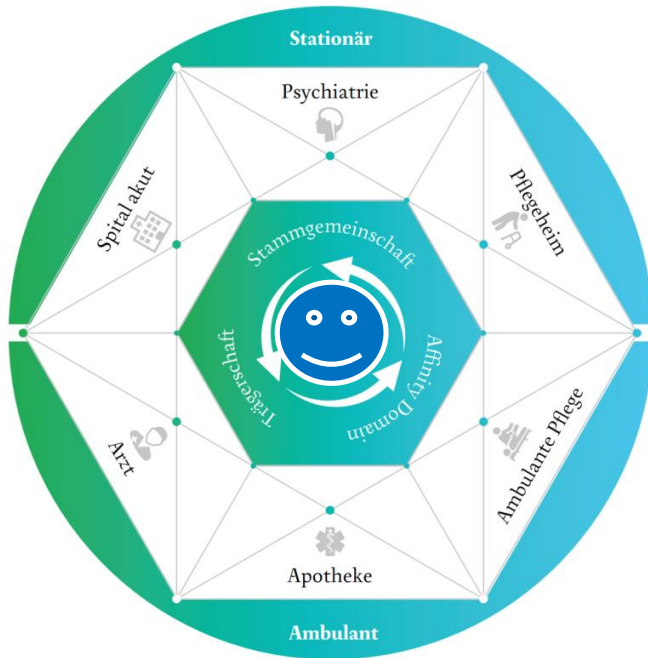 Stationär
Psychiatrie
Spital akut
Pflegeheim
Stammgemeinschaft
Trägerschaft
Affinity Domain
Arzt
Ambulante Pflege
Apotheke
Ambulant